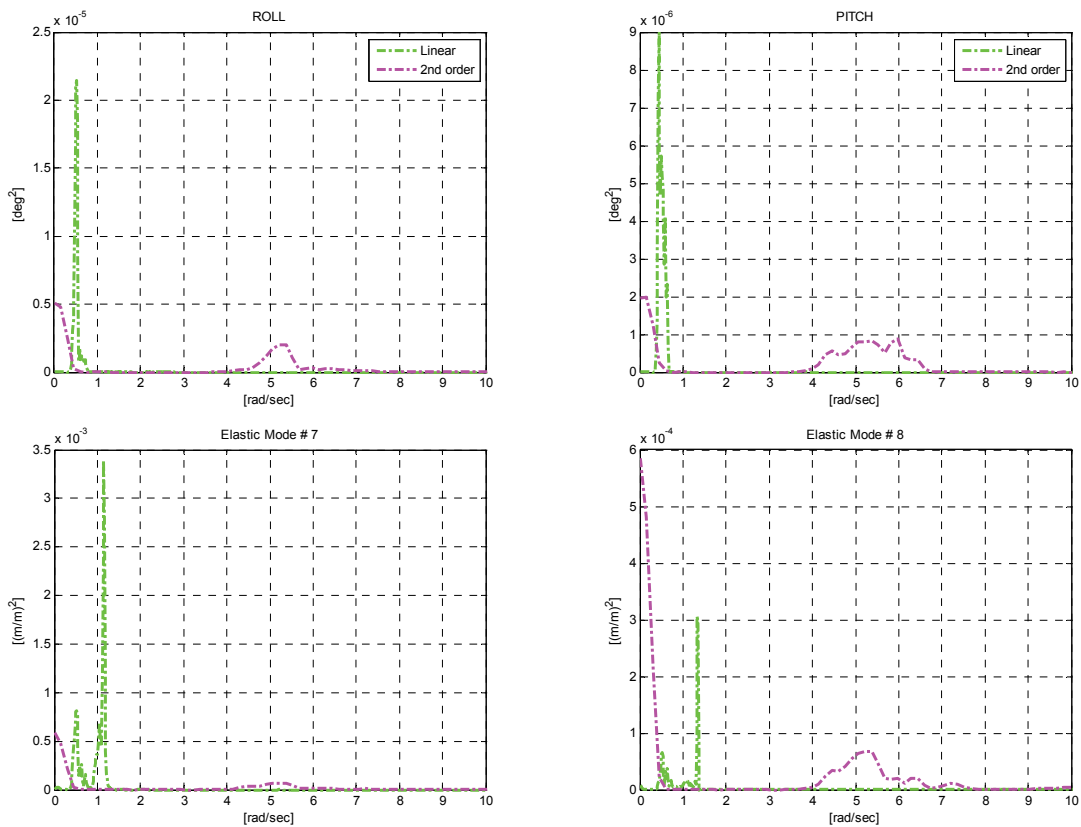 ROLL
x 10^-5
2.5
2
1.5
1
0.5
0
[deg^2]
0 1 2 3 4 5 6 7 8 9 10
[rad/sec]
Linear
2nd order
PITCH
x 10^-6
9
8
7
6
5
4
3
2
1
0
[deg^2]
0 1 2 3 4 5 6 7 8 9 10
[rad/sec]
Linear
2nd order
Elastic Mode # 7
x 10^-3
3.5
3
2.5
2
1.5
1
0.5
0
[(m/m)^2]
0 1 2 3 4 5 6 7 8 9 10
[rad/sec]
Elastic Mode # 8
x 10^-4
6
5
4
3
2
1
0
[(m/m)^2]
0 1 2 3 4 5 6 7 8 9 10
[rad/sec]